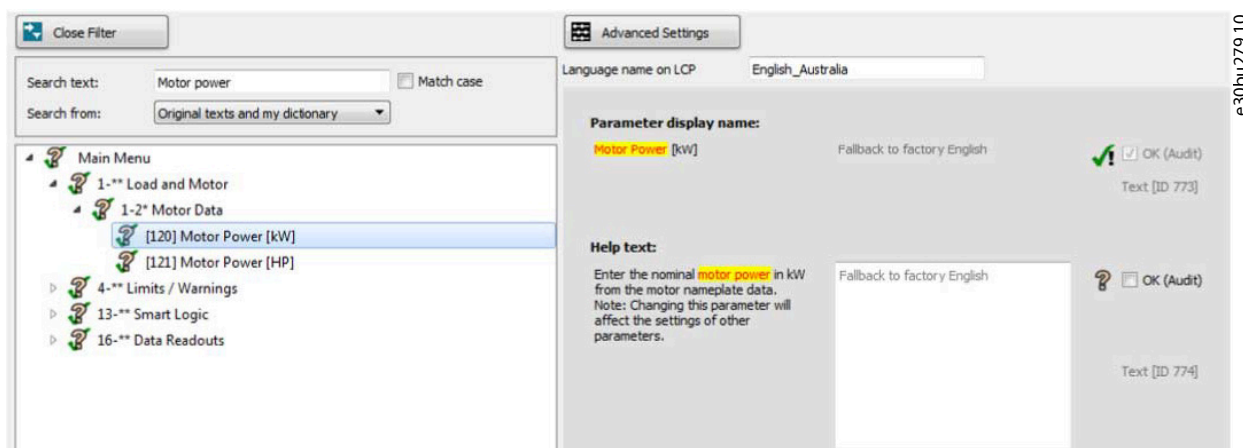 Close Filter
Search text:
Motor power
Match case
Search from:
Original texts and my dictionary
Main Menu
1-** Load and Motor
1-2* Motor Data
[120] Motor Power [kW]
[121] Motor Power [HP]
4-** Limits / Warnings
13-** Smart Logic
16-** Data Readouts
Advanced Settings
Language name on LCP
English_Australia
Parameter display name:
Motor Power [kW]
Fallback to factory English
OK (Audit)
Text [ID 773]
Help text:
Enter the nominal motor power in kW
from the motor nameplate data.
Note: Changing this parameter will
affect the settings of other
parameters.
Fallback to factory English
OK (Audit)
Text [ID 774]
e30bu279.10